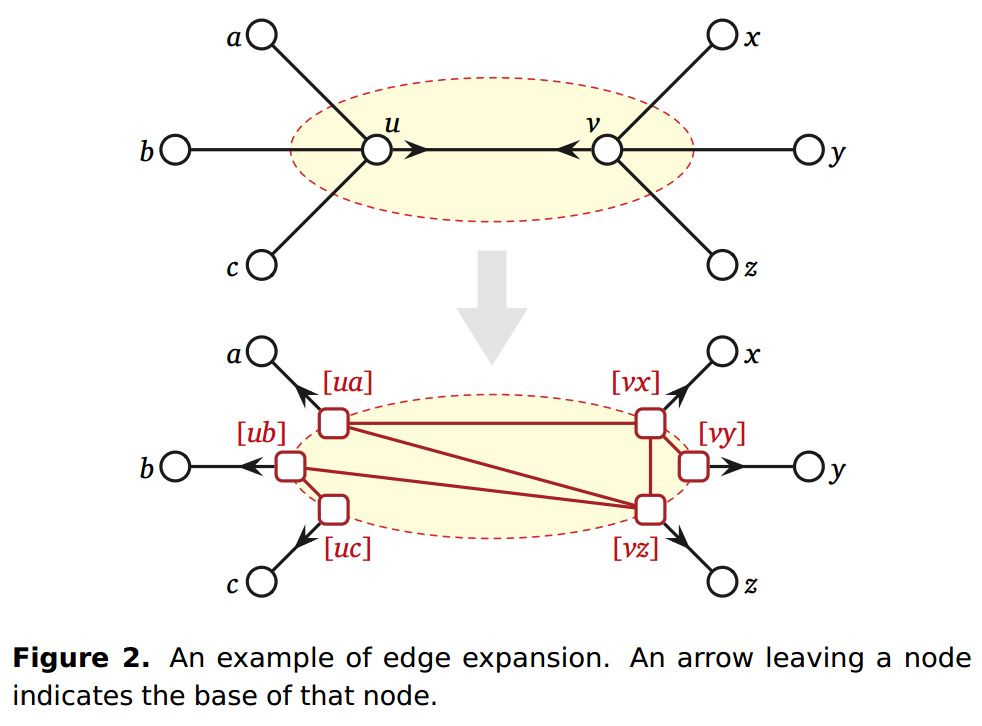 a x
u v
b y
c z
a x
[ua] [vx]
[ub] [vy]
b y
[uc] [vz]
c z
Figure 2. An example of edge expansion. An arrow leaving a node
indicates the base of that node.